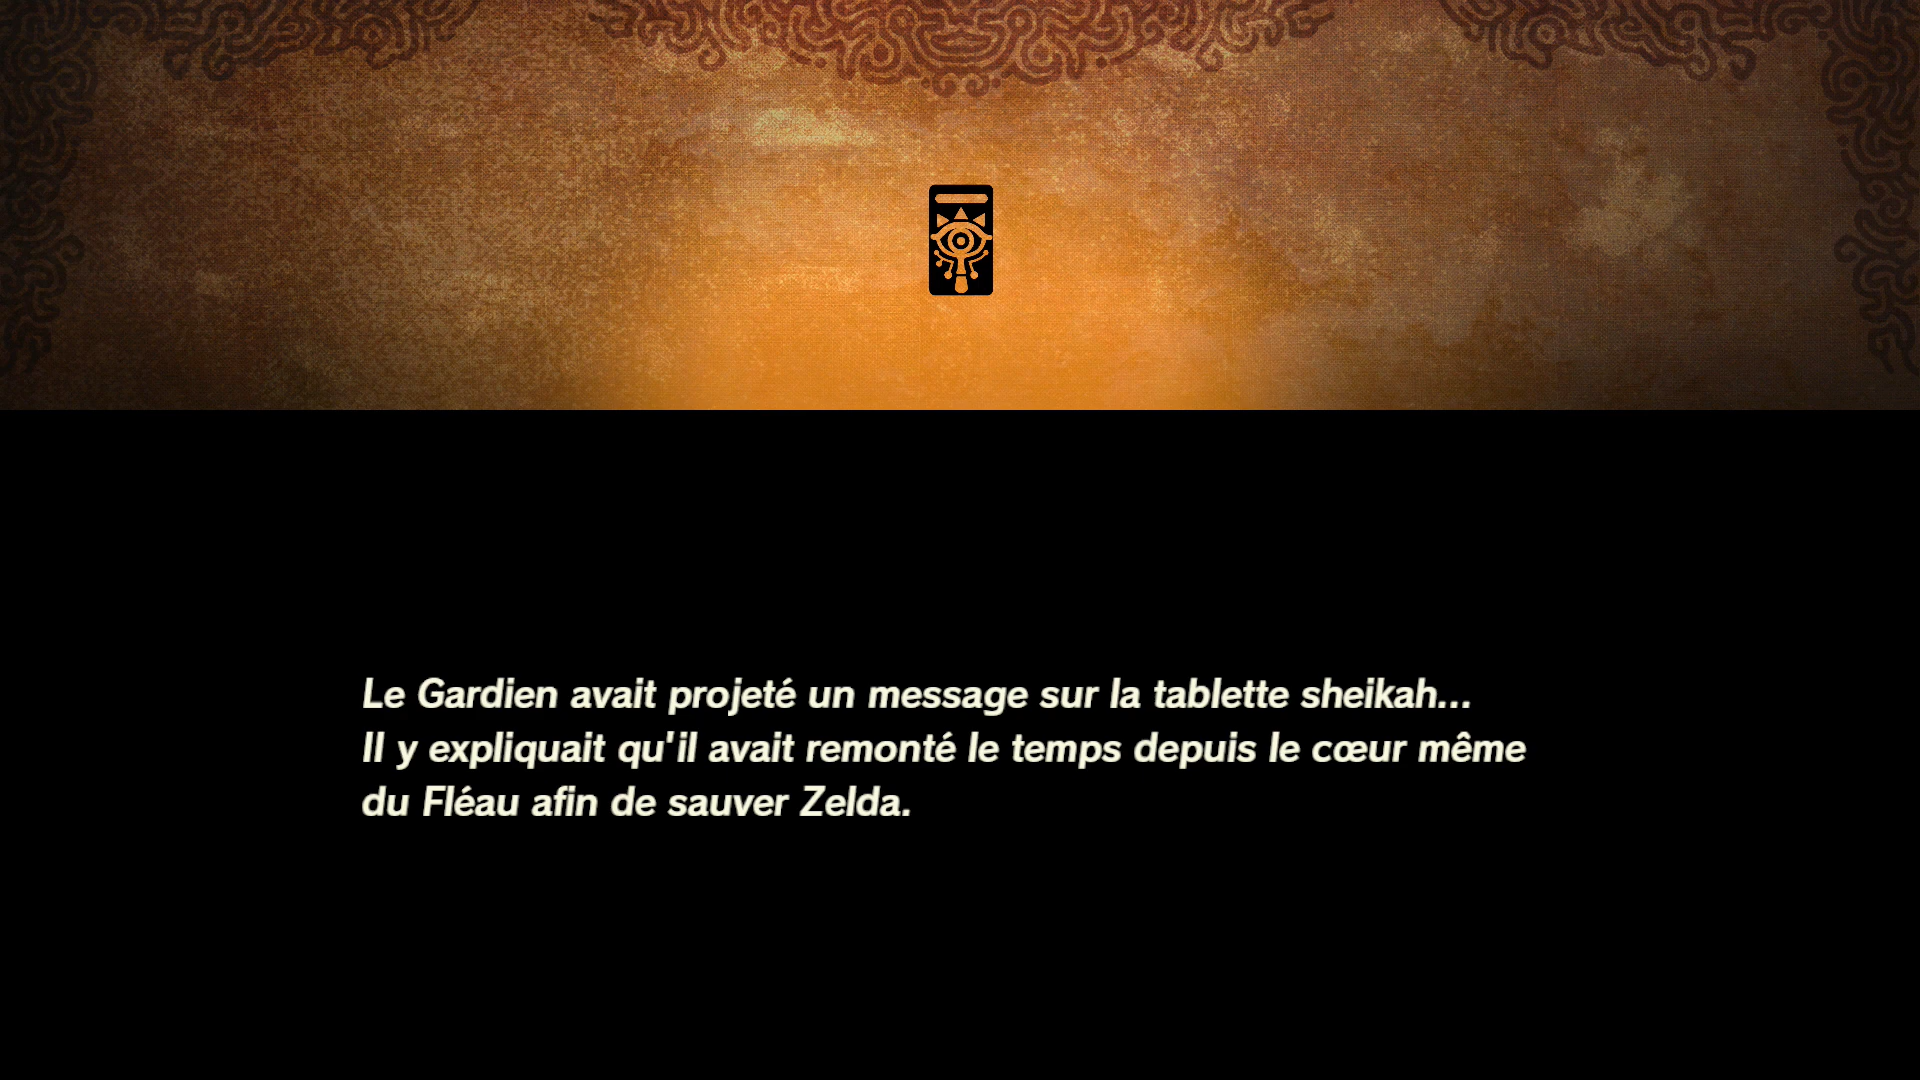 Le Gardien avait projeté un message sur la tablette sheikah...
Il y expliquait qu'il avait remonté le temps depuis le cœur même
du Fléau afin de sauver Zelda.